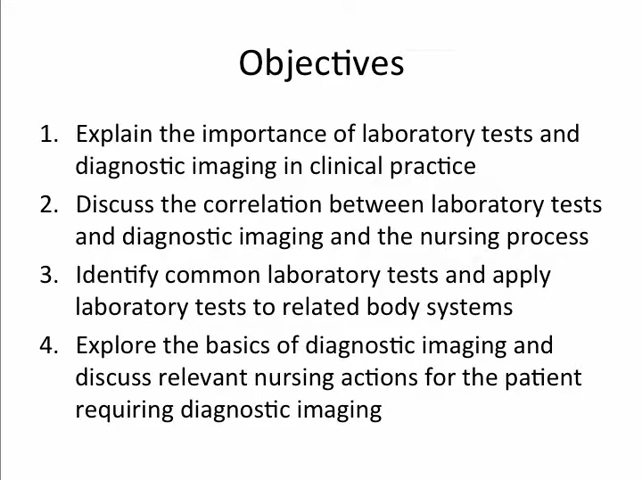 Objectives
1. Explain the importance of laboratory tests and
diagnostic imaging in clinical practice
2. Discuss the correlation between laboratory tests
and diagnostic imaging and the nursing process
3. Identify common laboratory tests and apply
laboratory tests to related body systems
4. Explore the basics of diagnostic imaging and
discuss relevant nursing actions for the patient
requiring diagnostic imaging